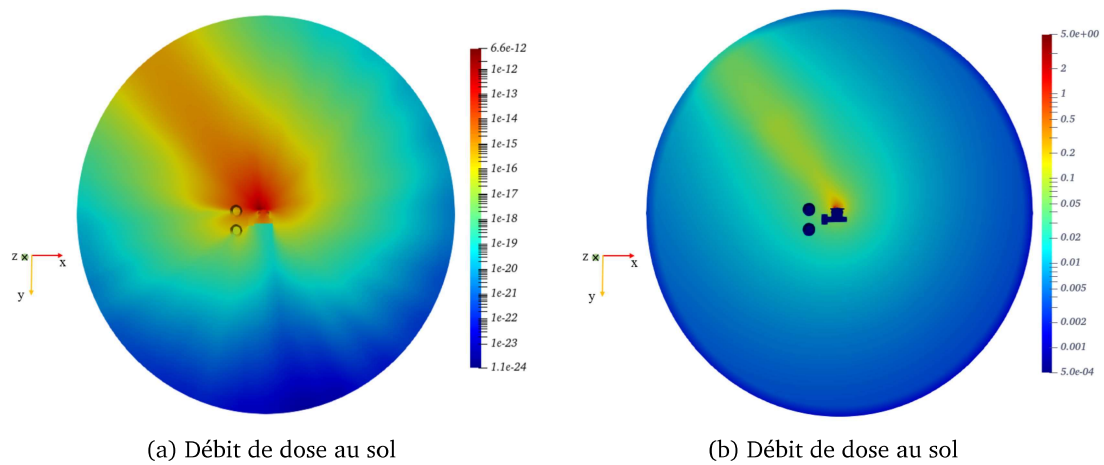 6.6e-12
1e-12
1e-13
1e-14
1e-15
1e-16
1e-17
1e-18
1e-19
1e-20
1e-21
1e-22
1e-23
1.1e-24
z
x
y
(a) Débit de dose au sol
5.0e+00
2
1
0.5
0.2
0.1
0.05
0.02
0.01
0.005
0.002
0.001
5.0e-04
z
x
y
(b) Débit de dose au sol